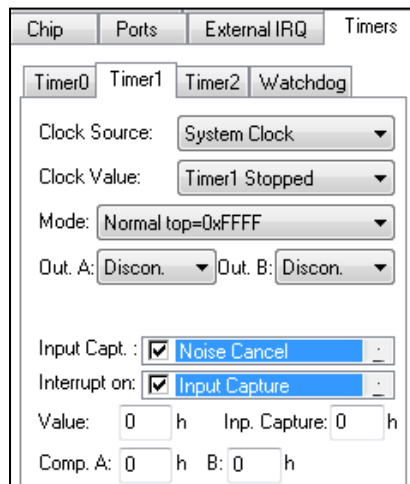 Chip Ports External IRQ Timers
Timer0 Timer1 Timer2 Watchdog
Clock Source: System Clock
Clock Value: Timer1 Stopped
Mode: Normal top=0xFFFF
Out. A: Discon. Out. B: Discon.
Input Capt. : Noise Cancel
Interrupt on: Input Capture
Value: 0 h Inp. Capture: 0 h
Comp. A: 0 h B: 0 h